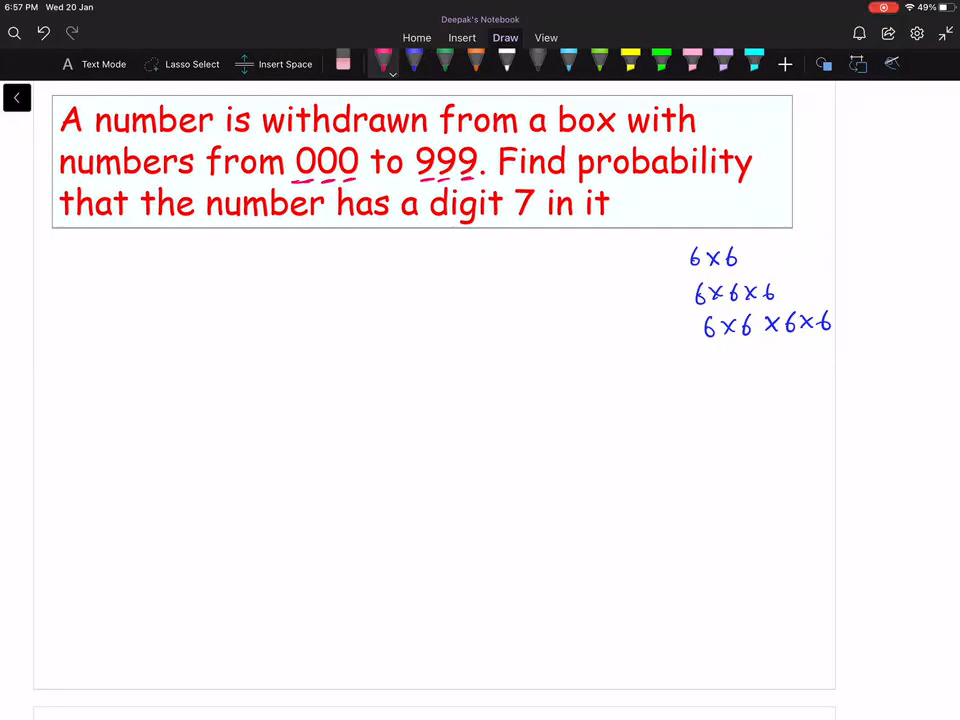 6:57 PM Wed 20 Jan
49%
Deepak's Notebook
Home Insert Draw View
A Text Mode Lasso Select Insert Space
A number is withdrawn from a box with
numbers from 000 to 999. Find probability
that the number has a digit 7 in it
6×6
6×6×6
6×6×6×6